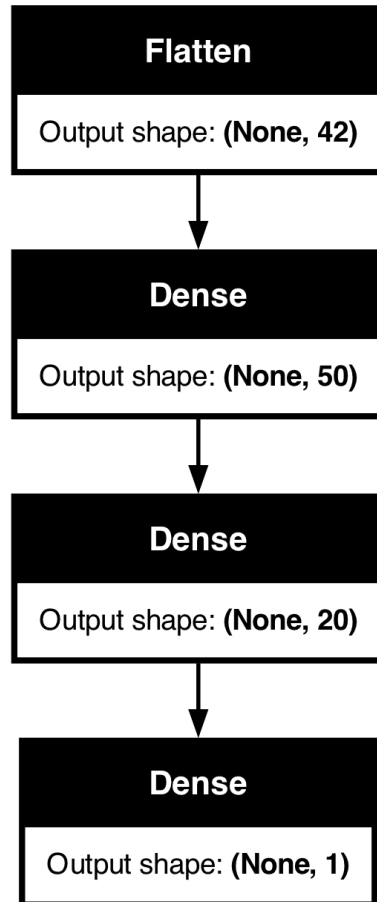 Flatten
Output shape: (None, 42)
Dense
Output shape: (None, 50)
Dense
Output shape: (None, 20)
Dense
Output shape: (None, 1)